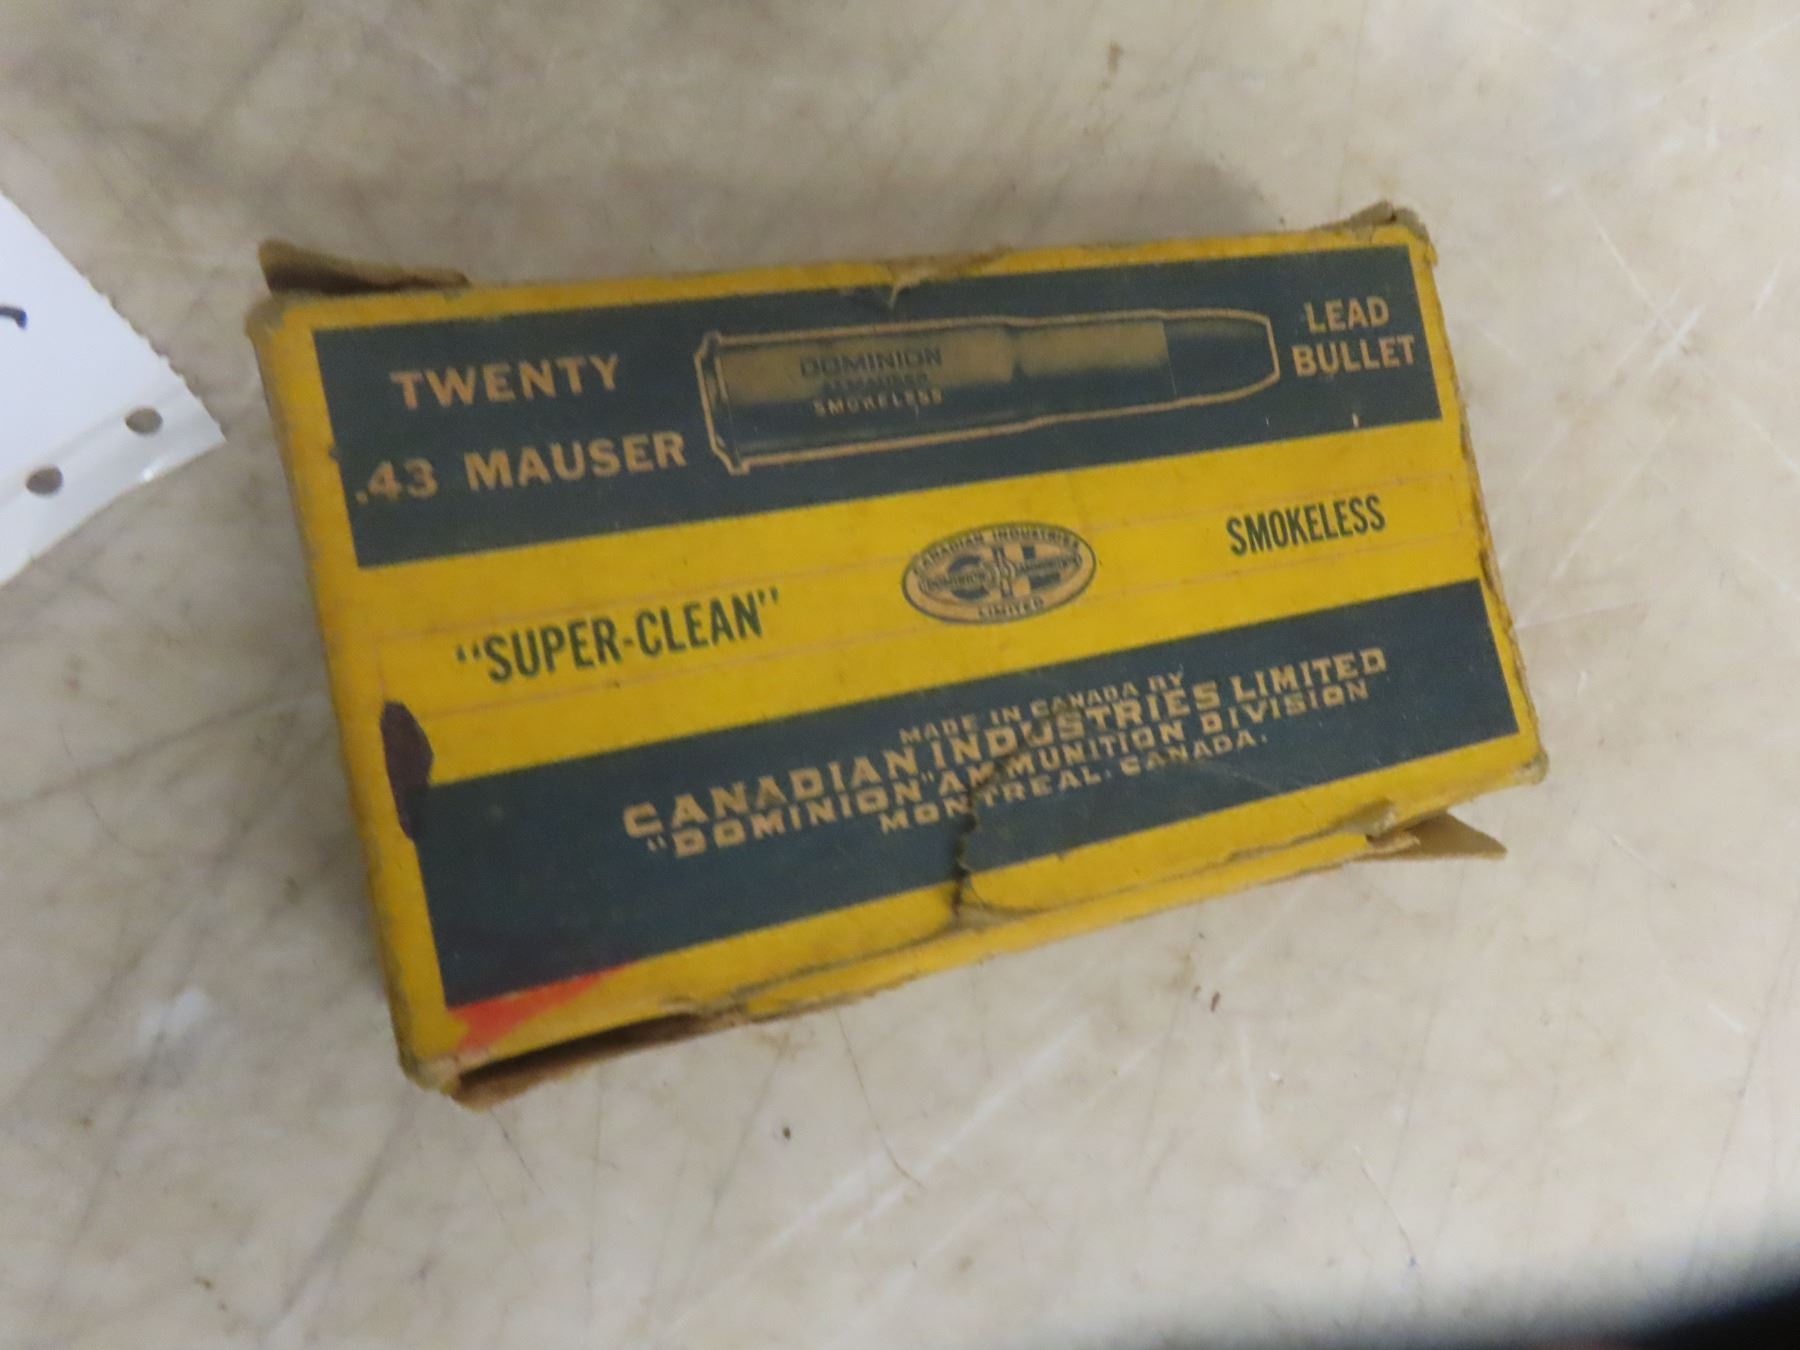 TWENTY
.43 MAUSER
DOMINION
SMOKELESS
LEAD
BULLET
"SUPER-CLEAN"
CANADIAN INDUSTRIES
LIMITED
SMOKELESS
MADE IN CANADA BY
CANADIAN INDUSTRIES LIMITED
"DOMINION" AMMUNITION DIVISION
MONTREAL, CANADA.